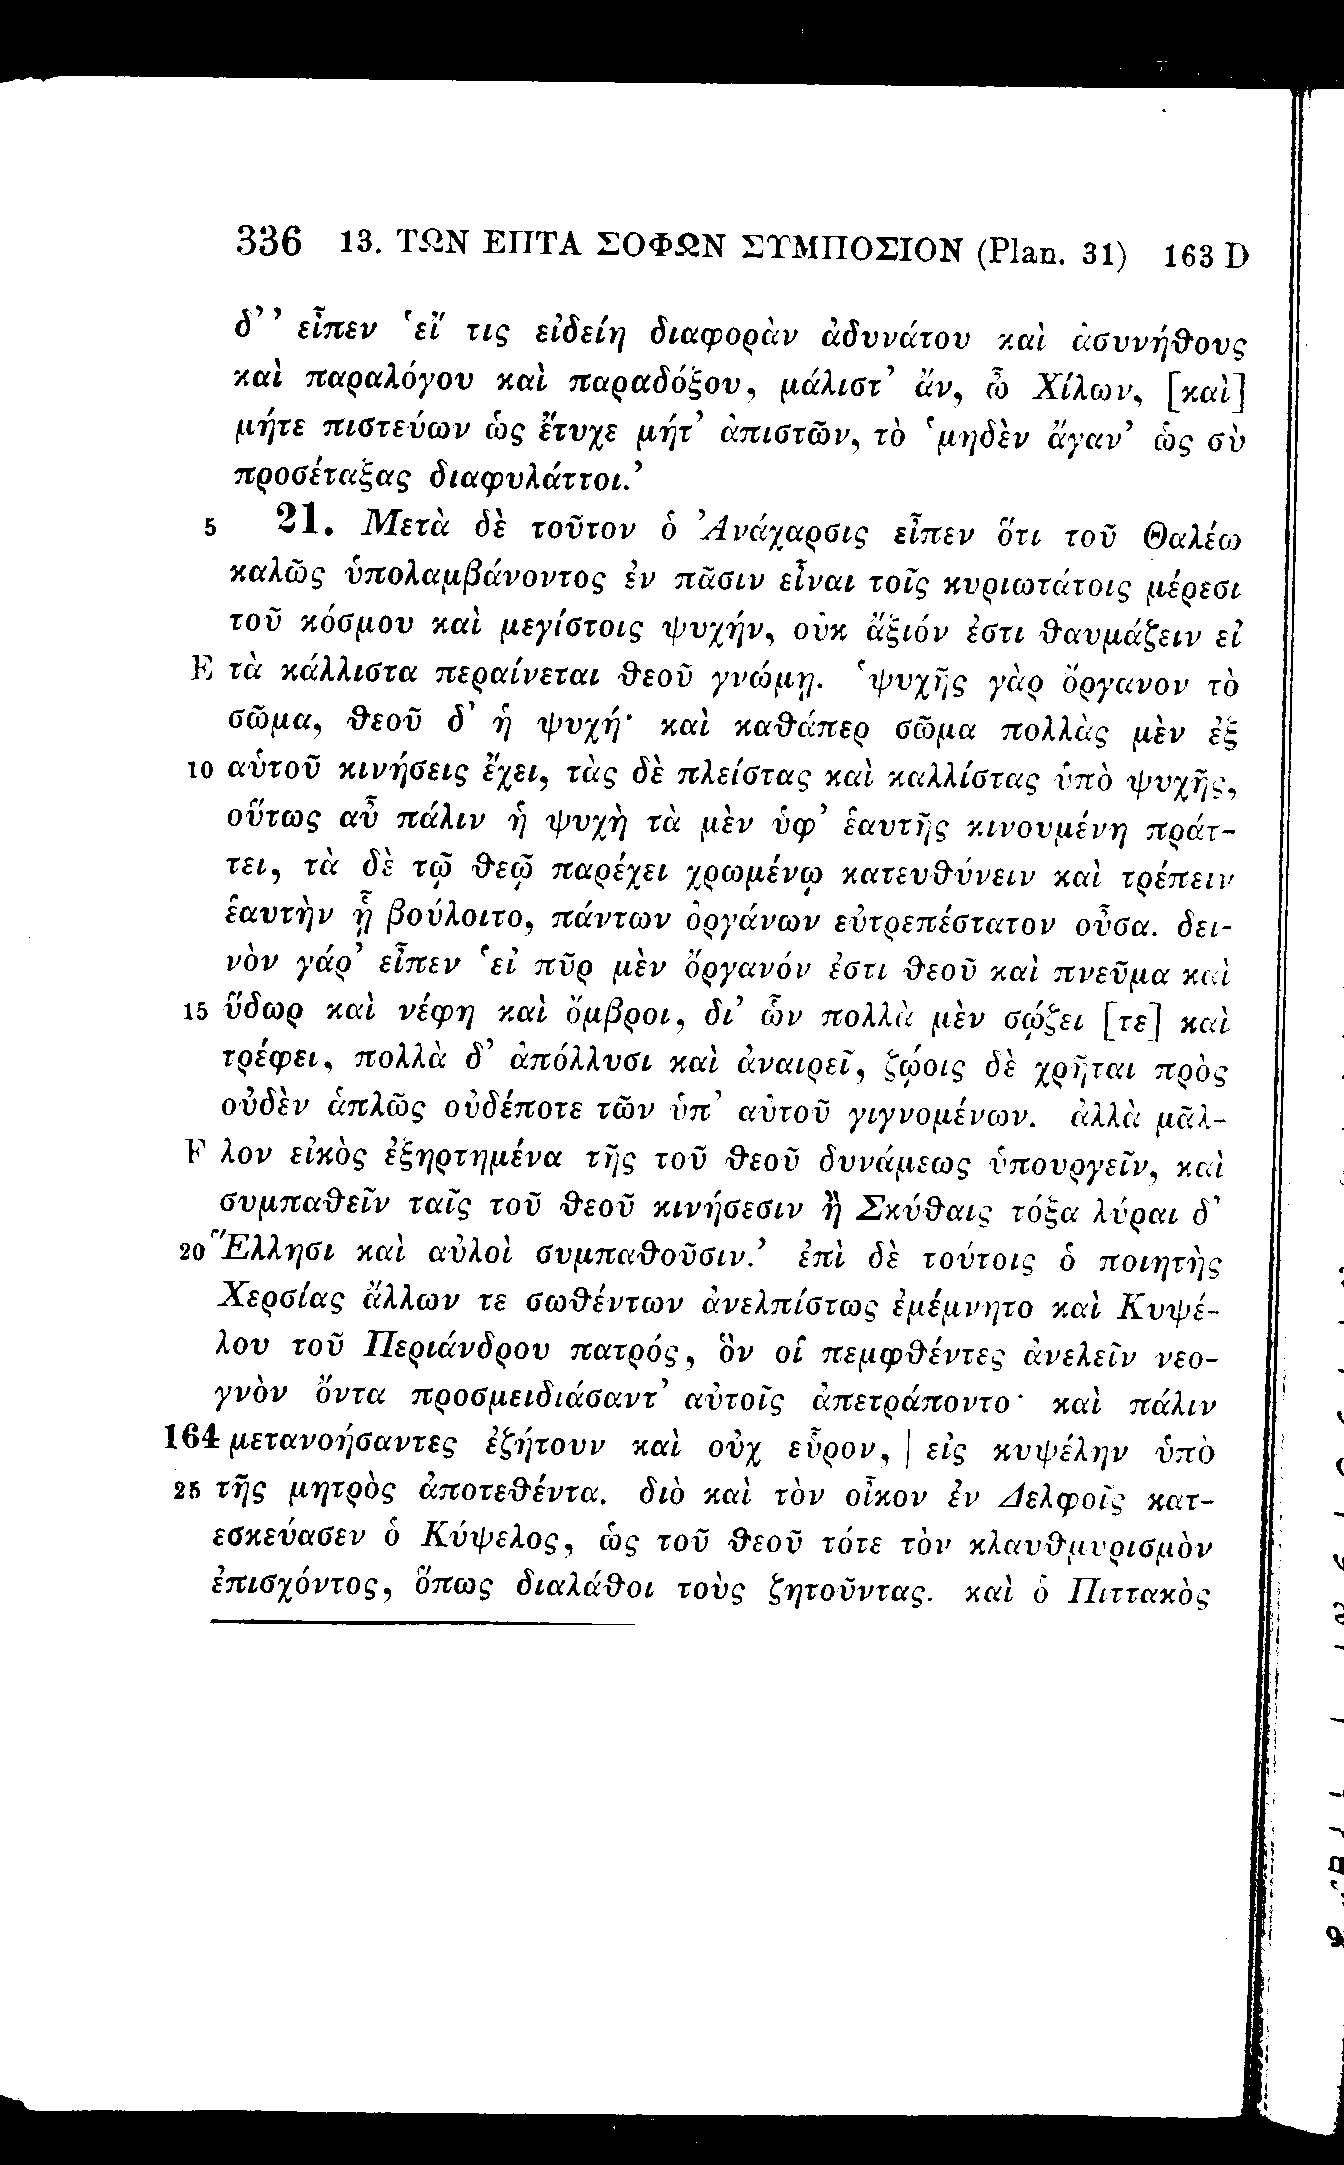 336 13. ΤΩΝ ΕΠΤΑ ΣΟΦΩΝ ΣΥΜΠΟΣΙΟΝ (Plan. 31) 163 D
δ’ ’ εἶπεν ‘εἴ τις εἰδείη διαφορὰν ἀδυνάτου καὶ ἀσυνήθους
καὶ παραλόγου καὶ παραδόξου, μάλιστ’ ἄν, ὦ Χίλων, [καὶ]
μήτε πιστεύων ὡς ἔτυχε μήτ’ ἀπιστῶν, τὸ ‘μηδὲν ἄγαν’ ὡς σὺ
προσέταξας διαφυλάττοι.’
5 21. Μετὰ δὲ τοῦτον ὁ Ἀνάχαρσις εἶπεν ὅτι τοῦ Θαλέω
καλῶς ὑπολαμβάνοντος ἐν πᾶσιν εἶναι τοῖς κυριωτάτοις μέρεσι
τοῦ κόσμου καὶ μεγίστοις ψυχήν, οὐκ ἄξιόν ἐστι θαυμάζειν εἰ
E τὰ κάλλιστα περαίνεται θεοῦ γνώμῃ. ‘ψυχῆς γὰρ ὄργανον τὸ
σῶμα, θεοῦ δ’ ἡ ψυχή· καὶ καθάπερ σῶμα πολλὰς μὲν ἐξ
10 αὑτοῦ κινήσεις ἔχει, τὰς δὲ πλείστας καὶ καλλίστας ὑπὸ ψυχῆς,
οὕτως αὖ πάλιν ἡ ψυχὴ τὰ μὲν ὑφ’ ἑαυτῆς κινουμένη πράτ-
τει, τὰ δὲ τῷ θεῷ παρέχει χρωμένῳ κατευθύνειν καὶ τρέπειν
ἑαυτὴν ᾗ βούλοιτο, πάντων ὀργάνων εὐτρεπέστατον οὖσα. δει-
νὸν γάρ’ εἶπεν ‘εἰ πῦρ μὲν ὄργανόν ἐστι θεοῦ καὶ πνεῦμα καὶ
15 ὕδωρ καὶ νέφη καὶ ὄμβροι, δι’ ὧν πολλὰ μὲν σῴζει [τε] καὶ
τρέφει, πολλὰ δ’ ἀπόλλυσι καὶ ἀναιρεῖ, ζῴοις δὲ χρῆται πρὸς
οὐδὲν ἁπλῶς οὐδέποτε τῶν ὑπ’ αὐτοῦ γιγνομένων. ἀλλὰ μᾶλ-
F λον εἰκὸς ἐξηρτημένα τῆς τοῦ θεοῦ δυνάμεως ὑπουργεῖν, καὶ
συμπαθεῖν ταῖς τοῦ θεοῦ κινήσεσιν ἢ Σκύθαις τόξα λύραι δ’
20 Ἕλλησι καὶ αὐλοὶ συμπαθοῦσιν.’ ἐπὶ δὲ τούτοις ὁ ποιητὴς
Χερσίας ἄλλων τε σωθέντων ἀνελπίστως ἐμέμνητο καὶ Κυψέ-
λου τοῦ Περιάνδρου πατρός, ὃν οἱ πεμφθέντες ἀνελεῖν νεο-
γνὸν ὄντα προσμειδιάσαντ’ αὐτοῖς ἀπετράποντο· καὶ πάλιν
164 μετανοήσαντες ἐζήτουν καὶ οὐχ εὗρον, | εἰς κυψέλην ὑπὸ
25 τῆς μητρὸς ἀποτεθέντα. διὸ καὶ τὸν οἶκον ἐν Δελφοῖς κατ-
εσκεύασεν ὁ Κύψελος, ὡς τοῦ θεοῦ τότε τὸν κλαυθμυρισμὸν
ἐπισχόντος, ὅπως διαλάθοι τοὺς ζητοῦντας. καὶ ὁ Πιττακὸς